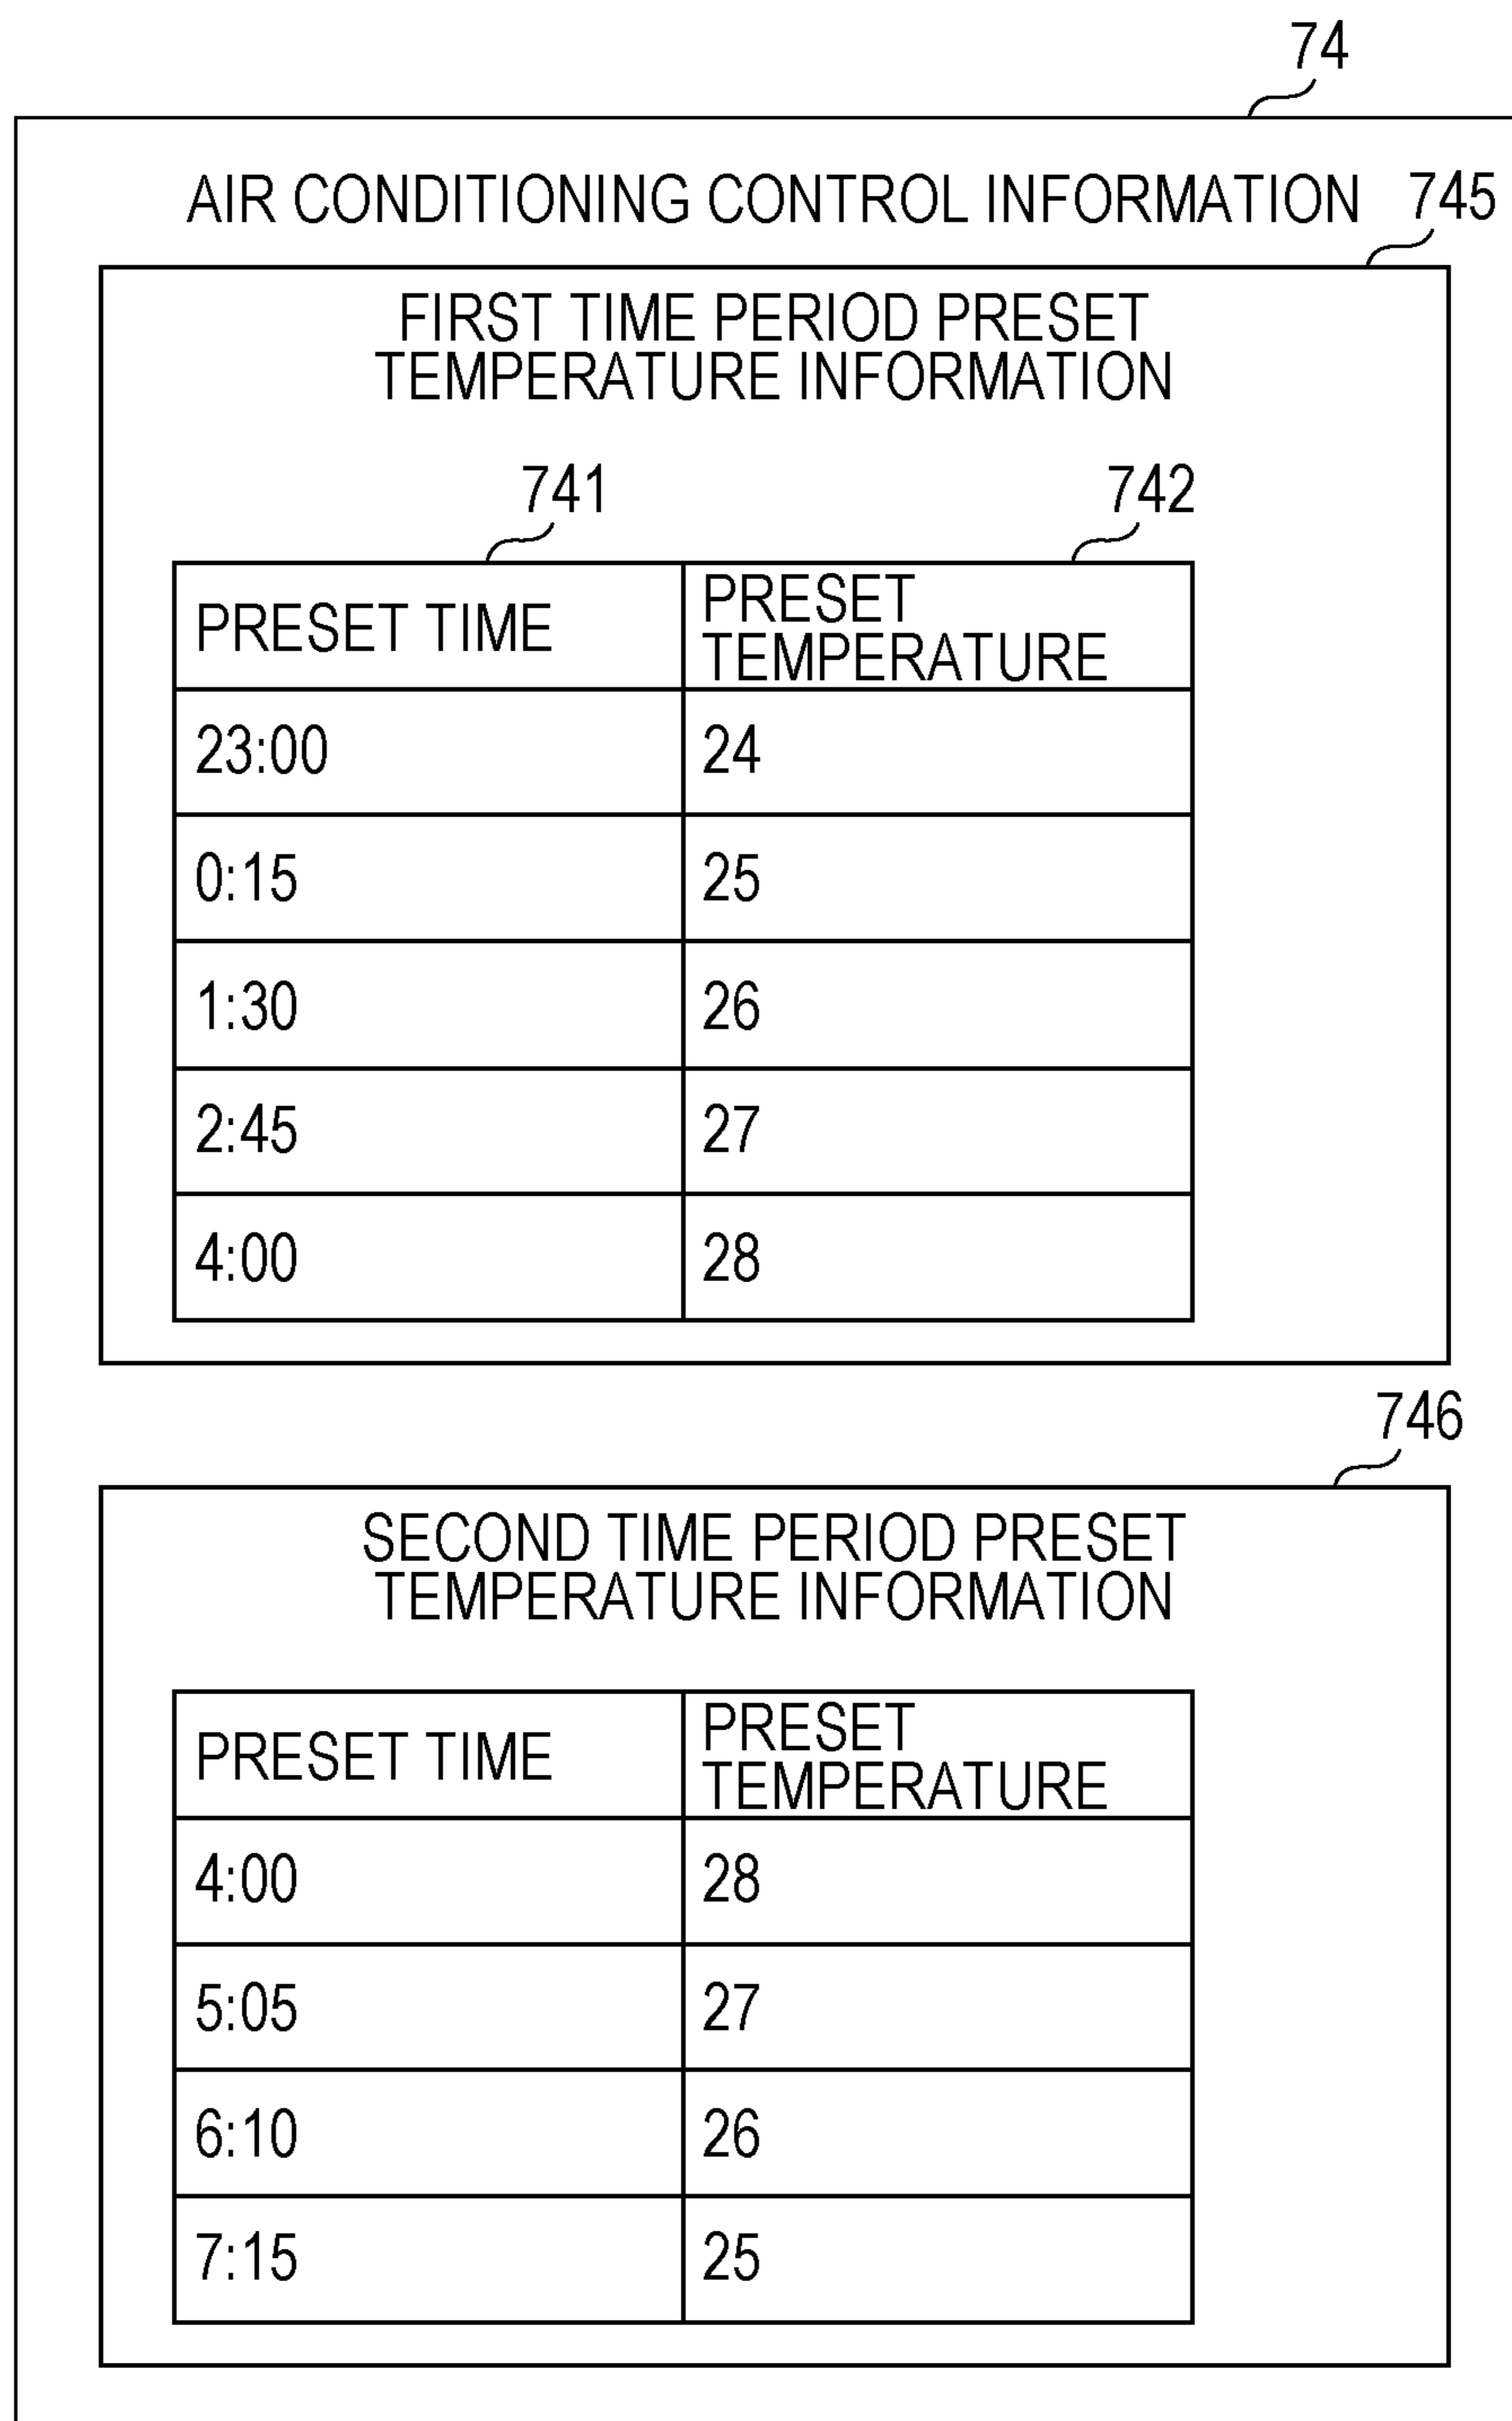 74
AIR CONDITIONING CONTROL INFORMATION
745
FIRST TIME PERIOD PRESET
TEMPERATURE INFORMATION
741
742
PRESET TIME
PRESET
TEMPERATURE
23:00
24
0:15
25
1:30
26
2:45
27
4:00
28
746
SECOND TIME PERIOD PRESET
TEMPERATURE INFORMATION
PRESET TIME
PRESET
TEMPERATURE
4:00
28
5:05
27
6:10
26
7:15
25